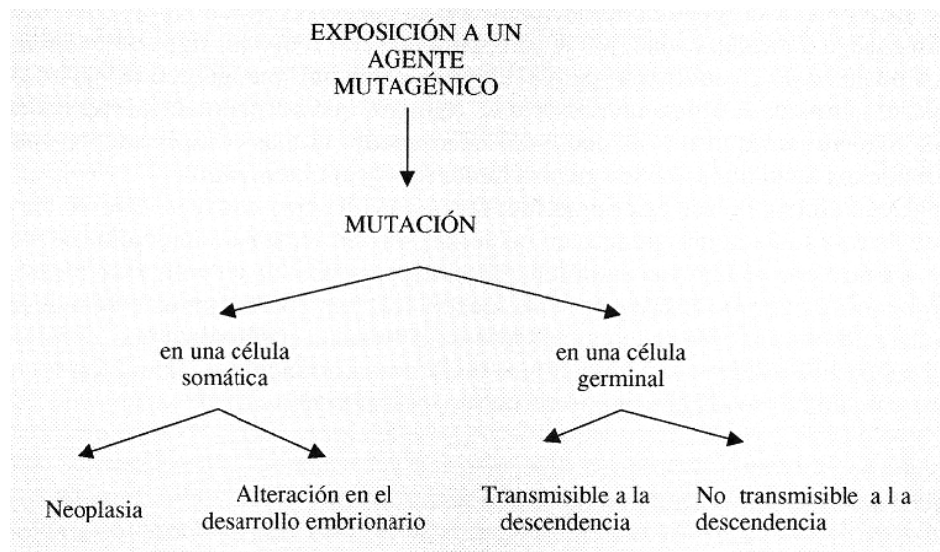 EXPOSICIÓN A UN
AGENTE
MUTAGÉNICO
MUTACIÓN
en una célula
somática
en una célula
germinal
Neoplasia
Alteración en el
desarrollo embrionario
Transmisible a la
descendencia
No transmisible a l a
descendencia